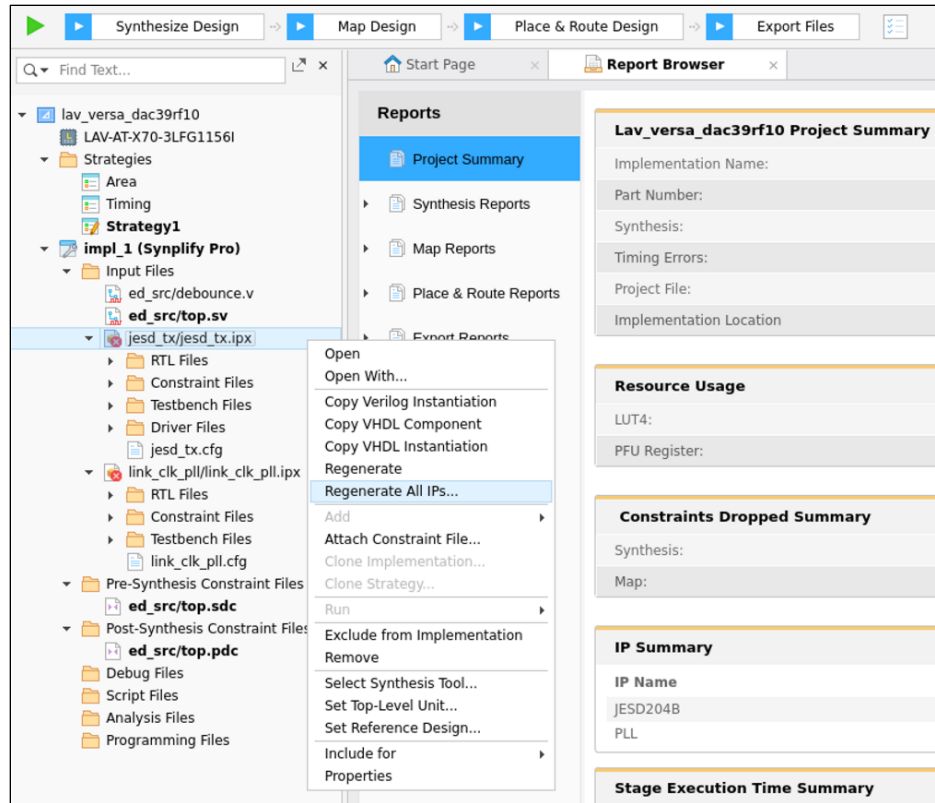 Synthesize Design
Map Design
Place & Route Design
Export Files
Find Text...
lav_versa_dac39rf10
LAV-AT-X70-3LFG1156I
Strategies
Area
Timing
Strategy1
impl_1 (Synplify Pro)
Input Files
ed_src/debounce.v
ed_src/top.sv
jesd_tx/jesd_tx.ipx
RTL Files
Constraint Files
Testbench Files
Driver Files
jesd_tx.cfg
link_clk_pll/link_clk_pll.ipx
RTL Files
Constraint Files
Testbench Files
link_clk_pll.cfg
Pre-Synthesis Constraint Files
ed_src/top.sdc
Post-Synthesis Constraint Files
ed_src/top.pdc
Debug Files
Script Files
Analysis Files
Programming Files
Open
Open With...
Copy Verilog Instantiation
Copy VHDL Component
Copy VHDL Instantiation
Regenerate
Regenerate All IPs...
Add
Attach Constraint File...
Clone Implementation...
Clone Strategy...
Run
Exclude from Implementation
Remove
Select Synthesis Tool...
Set Top-Level Unit...
Set Reference Design...
Include for
Properties
Start Page
Report Browser
Reports
Project Summary
Synthesis Reports
Map Reports
Place & Route Reports
Export Reports
Lav_versa_dac39rf10 Project Summary
Implementation Name:
Part Number:
Synthesis:
Timing Errors:
Project File:
Implementation Location
Resource Usage
LUT4:
PFU Register:
Constraints Dropped Summary
Synthesis:
Map:
IP Summary
IP Name
JESD204B
PLL
Stage Execution Time Summary